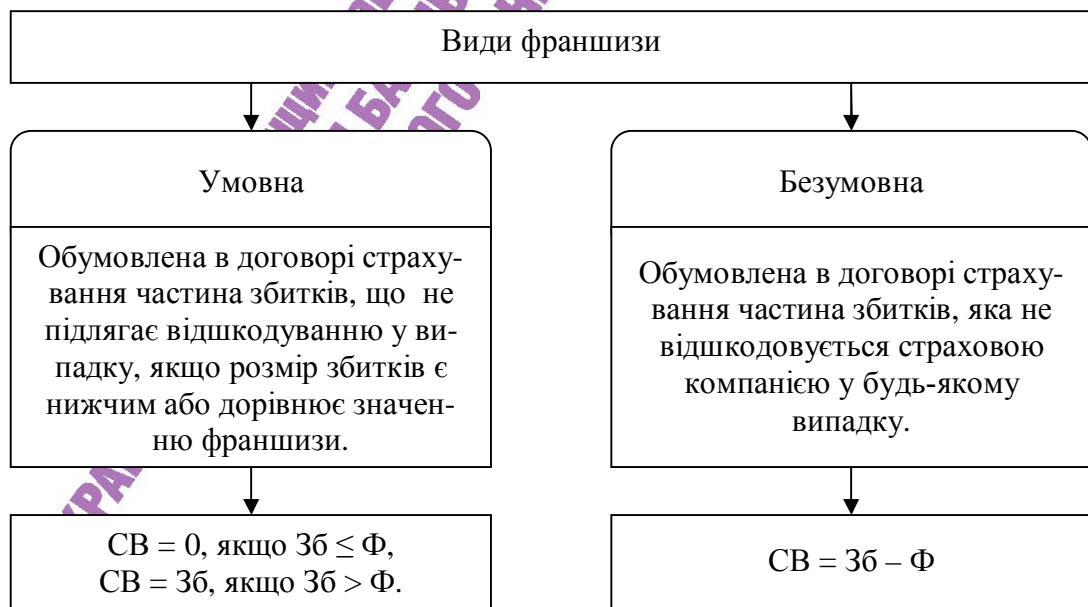 Види франшизи
Умовна
Обумовлена в договорі страху-
вання частина збитків, що не
підлягає відшкодуванню у ви-
падку, якщо розмір збитків є
нижчим або дорівнює значен-
ню франшизи.
СВ = 0, якщо Зб ≤ Ф,
СВ = Зб, якщо Зб > Ф.
Безумовна
Обумовлена в договорі страху-
вання частина збитків, яка не
відшкодовується страховою
компанією у будь-якому
випадку.
СВ = Зб – Ф